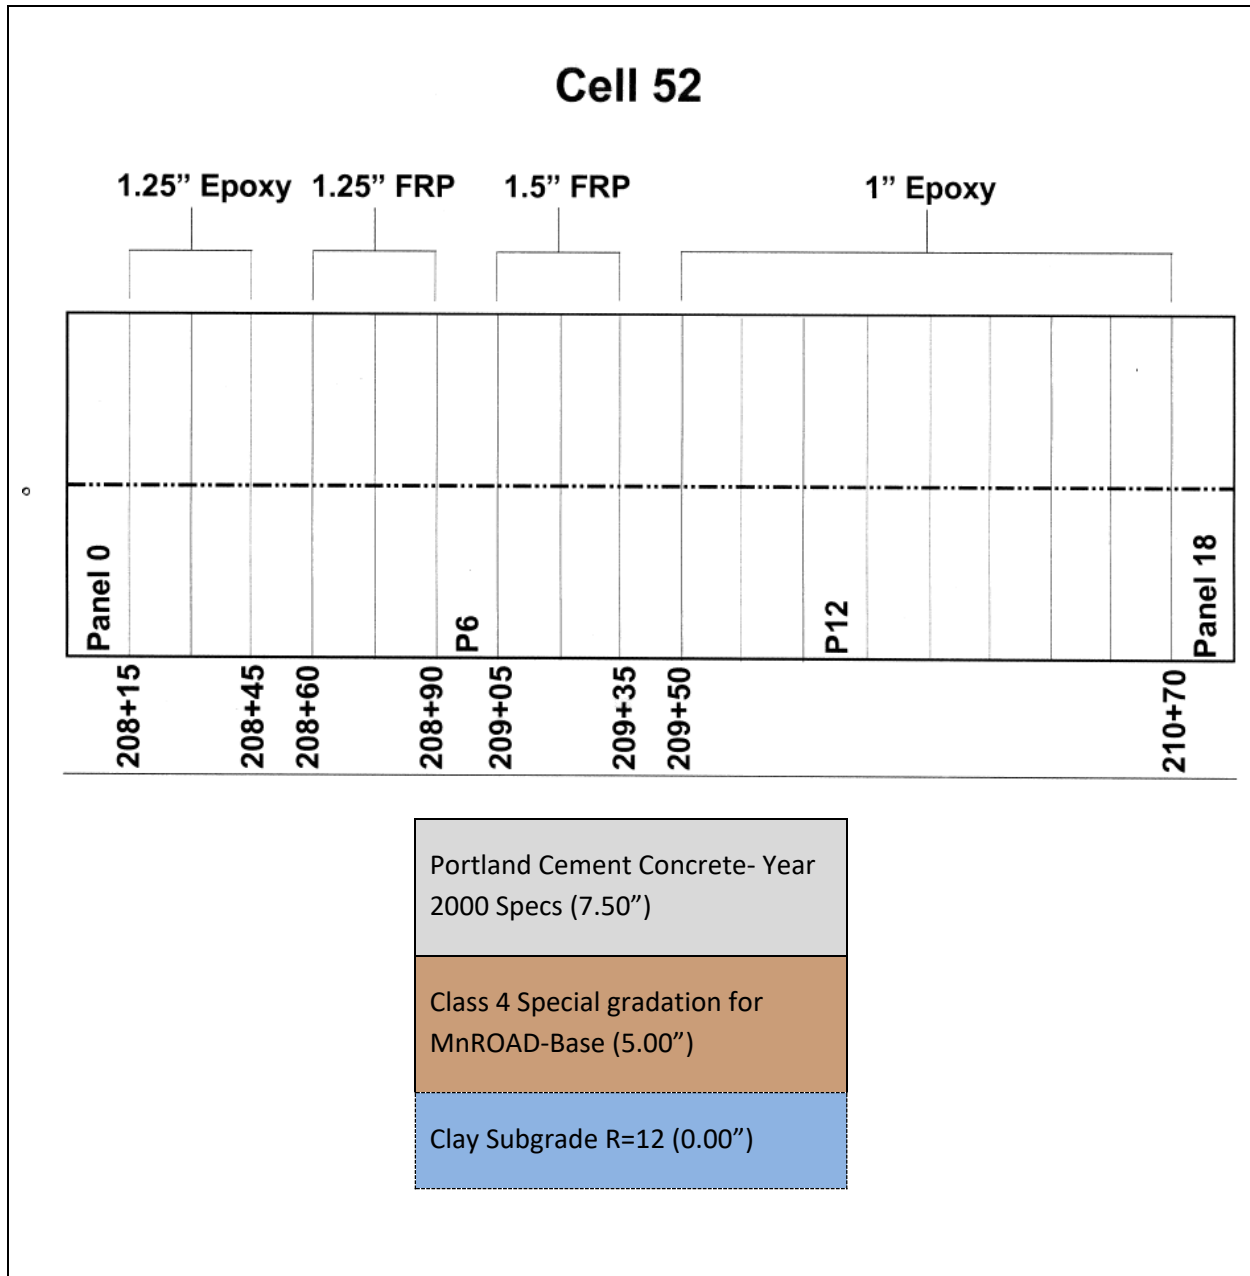 Cell 52
1.25” Epoxy
1.25” FRP
1.5” FRP
1” Epoxy
Panel 0
P6
P12
Panel 18
208+15
208+45
208+60
208+90
209+05
209+35
209+50
210+70
Portland Cement Concrete- Year
2000 Specs (7.50”)
Class 4 Special gradation for
MnROAD-Base (5.00”)
Clay Subgrade R=12 (0.00”)